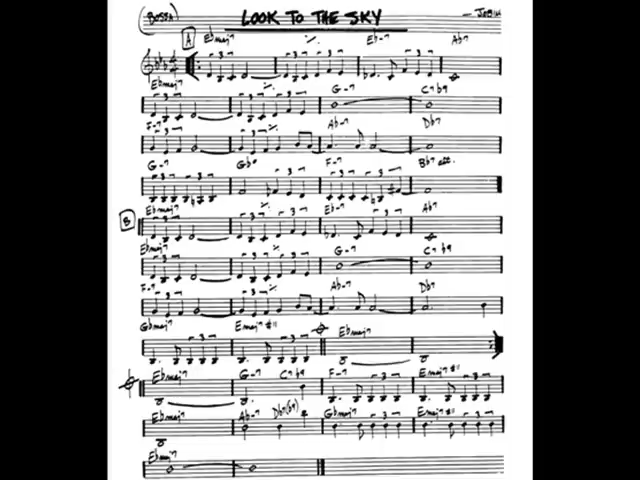 (BOSSA) LOOK TO THE SKY — JOBIM
A Ebmaj7 ٪ Eb-7 Ab7
Ebmaj7 ٪ G-7 C7b9
F-7 ٪ Ab-7 Db7
G-7 Gb° F-7 Bb7 alt.
B Ebmaj7 ٪ Eb-7 Ab7
Ebmaj7 ٪ G-7 C7b9
F-7 ٪ Ab-7 Db7
Gbmaj7 Emaj7#11 Ebmaj7
Ebmaj7 G-7 C7b9 F-7 Emaj7#11
Ebmaj7 Ab-7 Db7(b9) Gbmaj7 Emaj7#11
Ebmaj7